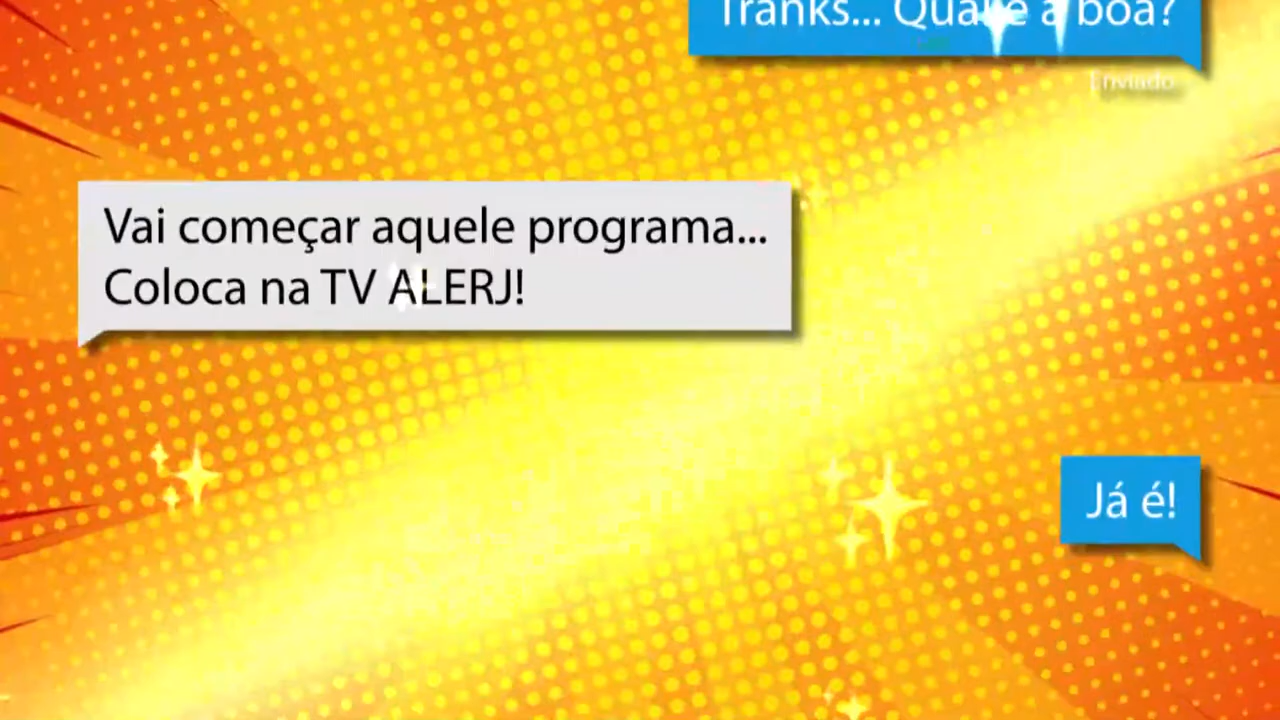 Tranks... Qual é a boa?
Enviado
Vai começar aquele programa...
Coloca na TV ALERJ!
Já é!